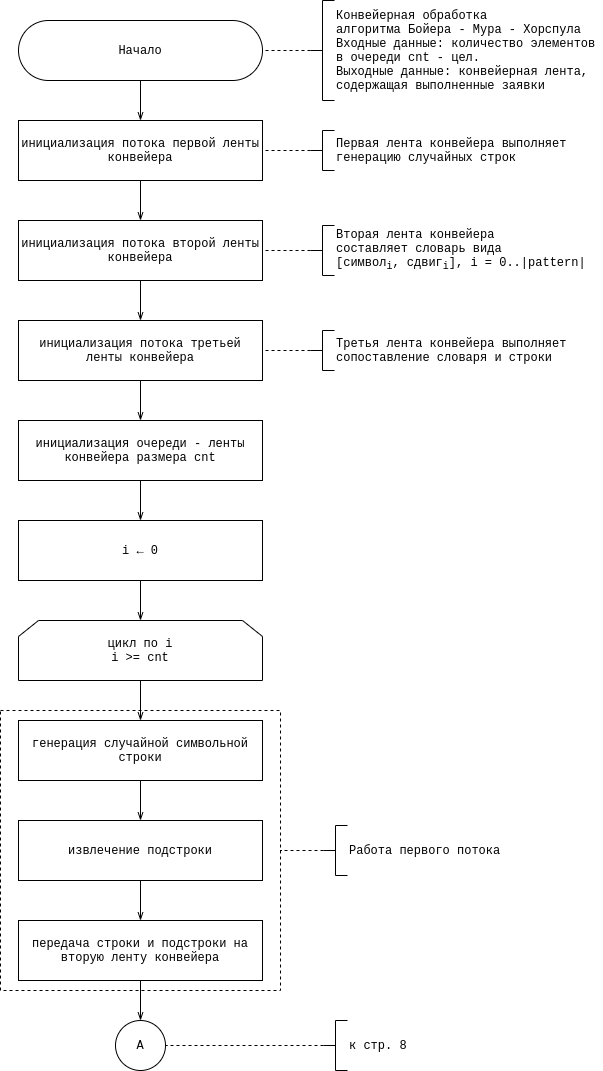 Начало
Конвейерная обработка
алгоритма Бойера - Мура - Хорспула
Входные данные: количество элементов
в очереди cnt - цел.
Выходные данные: конвейерная лента,
содержащая выполненные заявки
инициализация потока первой ленты
конвейера
Первая лента конвейера выполняет
генерацию случайных строк
инициализация потока второй ленты
конвейера
Вторая лента конвейера
составляет словарь вида
[символi, сдвигi], i = 0..|pattern|
инициализация потока третьей
ленты конвейера
Третья лента конвейера выполняет
сопоставление словаря и строки
инициализация очереди - ленты
конвейера размера cnt
i ← 0
цикл по i
i >= cnt
генерация случайной символьной
строки
извлечение подстроки
Работа первого потока
передача строки и подстроки на
вторую ленту конвейера
A
к стр. 8